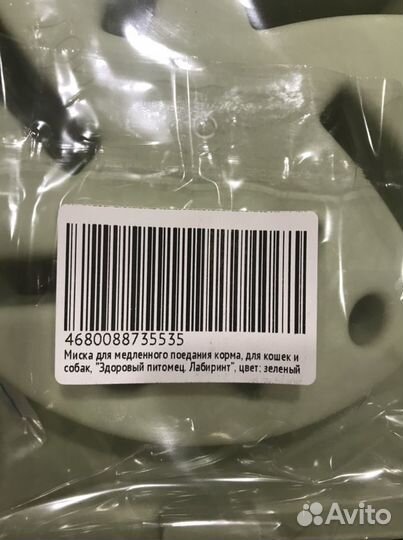 4680088735535
Миска для медленного поедания корма, для кошек и
собак, "Здоровый питомец. Лабиринт", цвет: зеленый
Avito